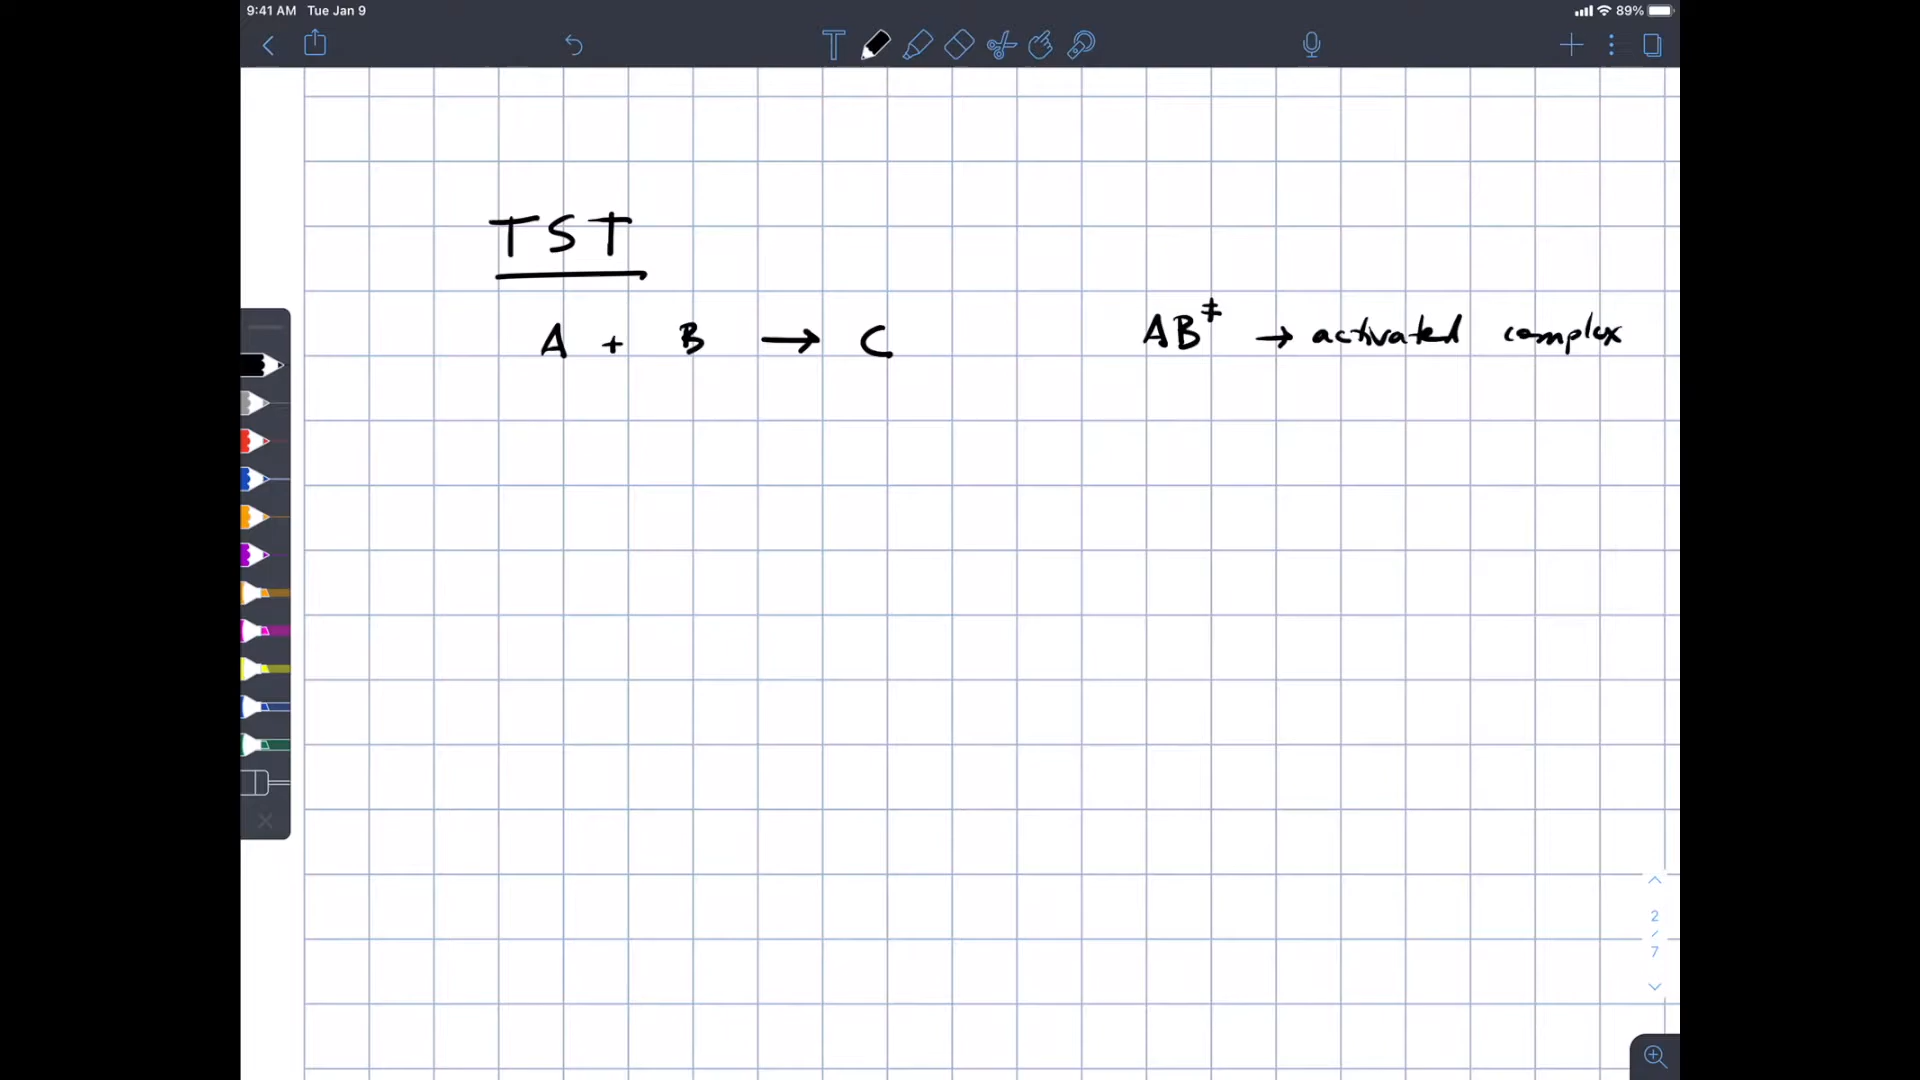 9:41 AM Tue Jan 9
89%
T
TST
A + B → C
AB‡ → activated complex
2
/
7